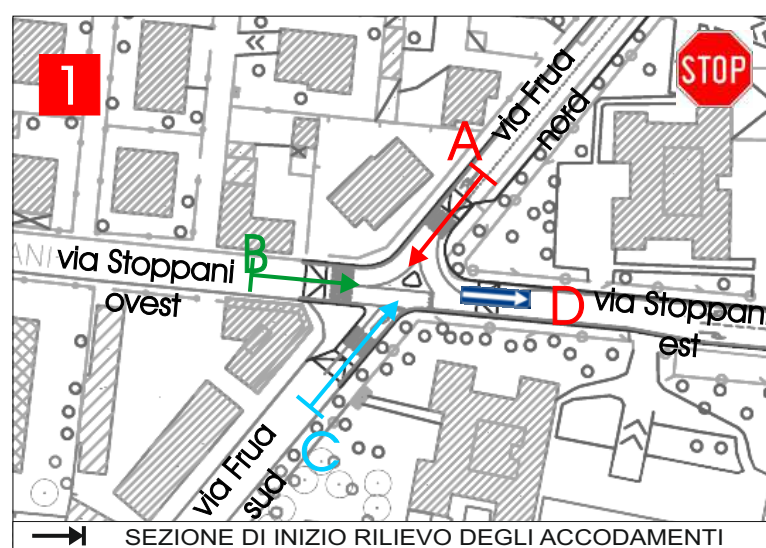 1
STOP
via Frua
nord
A
B
ANI
via Stoppani
ovest
D
via Stoppani
est
C
via Frua
sud
SEZIONE DI INIZIO RILIEVO DEGLI ACCODAMENTI